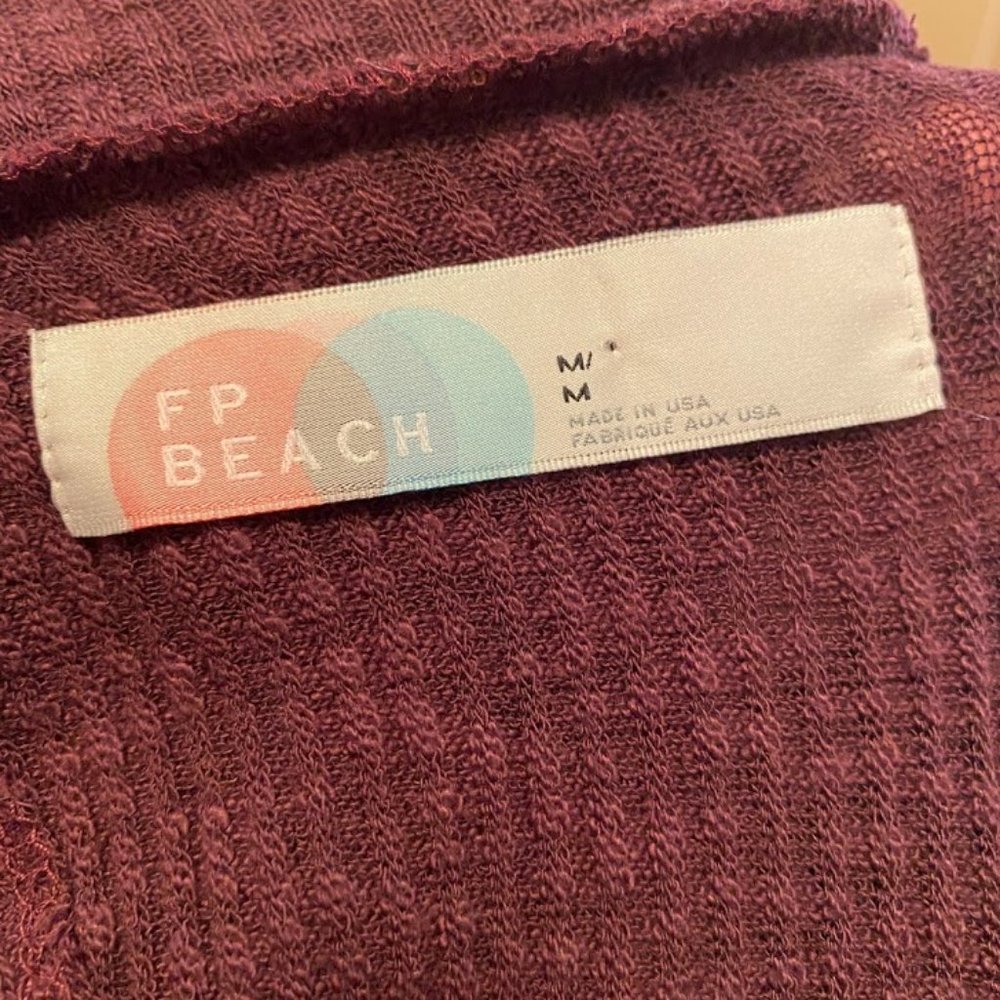 FP
BEACH
M/
M
MADE IN USA
FABRIQUÉ AUX USA